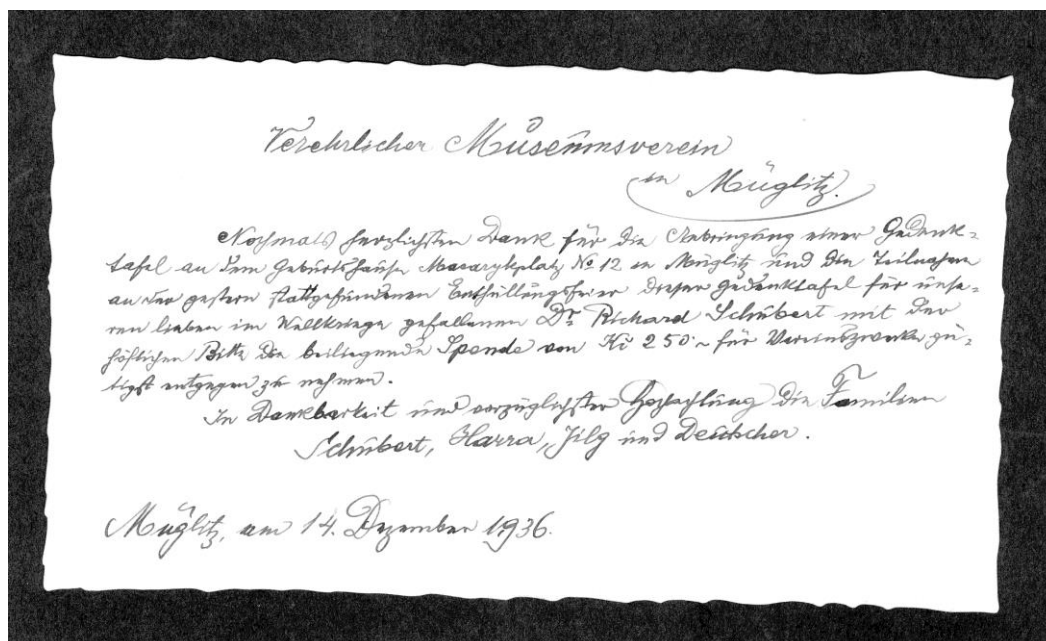 Verehrlicher Museumsverein
in Müglitz.
Nochmals herzlichsten Dank für die Anbringung einer Gedenk-
tafel an dem Geburtshause Masarykplatz No 12 in Müglitz und die Teilnahme
an der gestern stattgefundenen Enthüllungsfeier dieser Gedenktafel für unse-
ren lieben im Weltkriege gefallenen Dr Richard Schubert mit der
höflichen Bitte die beiliegende Spende von Kč 250·- für Vereinszwecke gü-
tigst entgegen zu nehmen.
In Dankbarkeit und vorzüglichster Hochachtung die Familien
Schubert, Harra, Jilg und Deutscher.
Müglitz, am 14. Dezember 1936.